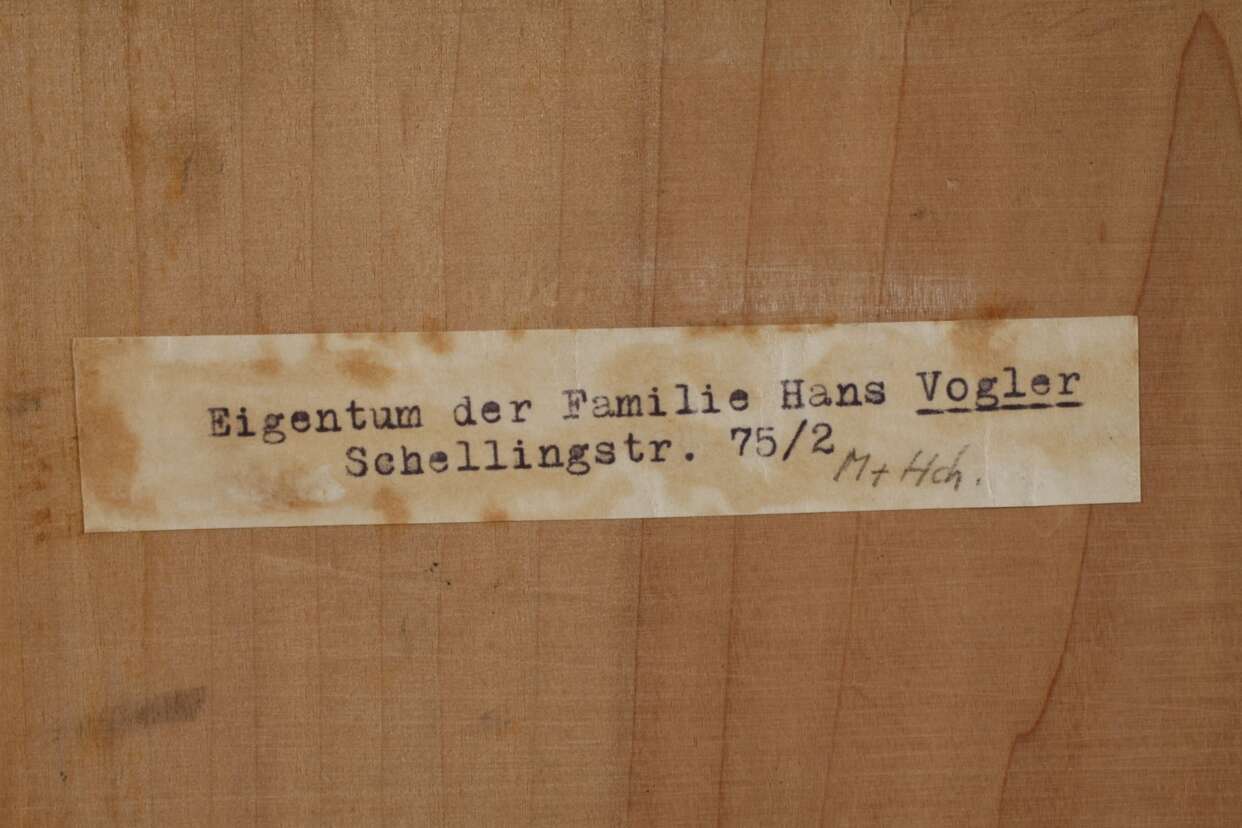 Eigentum der Familie Hans Vogler
Schellingstr. 75/2
M+Hch.